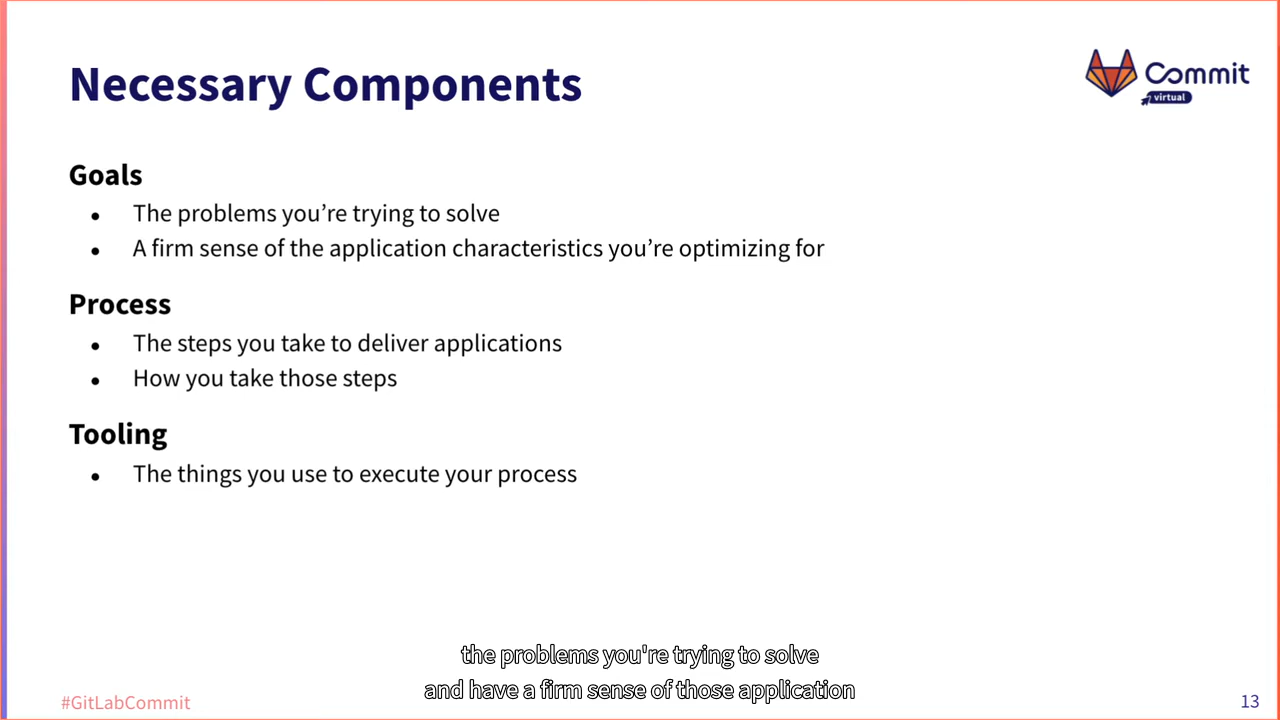 Necessary Components
Commit
virtual
Goals
● The problems you’re trying to solve
● A firm sense of the application characteristics you’re optimizing for
Process
● The steps you take to deliver applications
● How you take those steps
Tooling
● The things you use to execute your process
the problems you're trying to solve
and have a firm sense of those application
#GitLabCommit
13